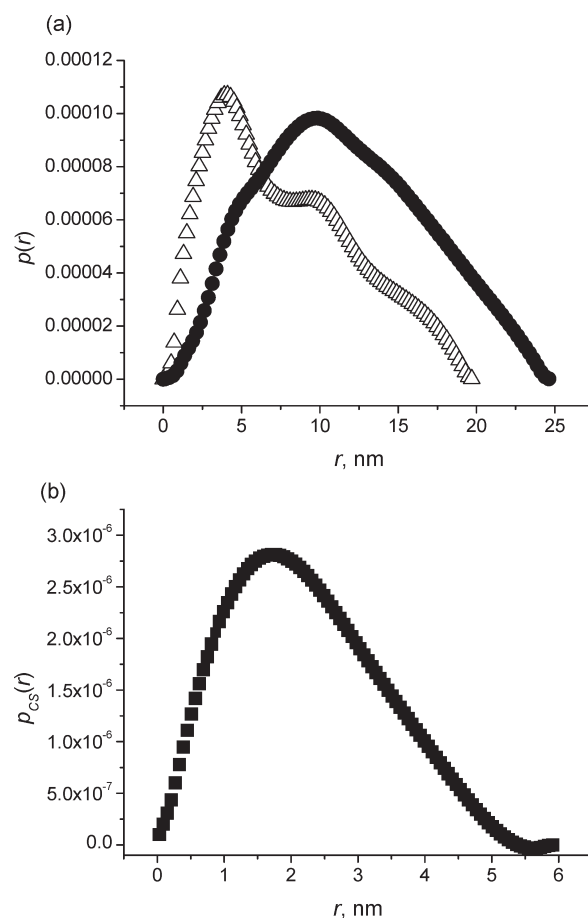 (a)
0.00012
0.00010
0.00008
0.00006
0.00004
0.00002
0.00000
p(r)
0 5 10 15 20 25
r, nm
(b)
3.0x10-6
2.5x10-6
2.0x10-6
1.5x10-6
1.0x10-6
5.0x10-7
0.0
pCS(r)
0 1 2 3 4 5 6
r, nm